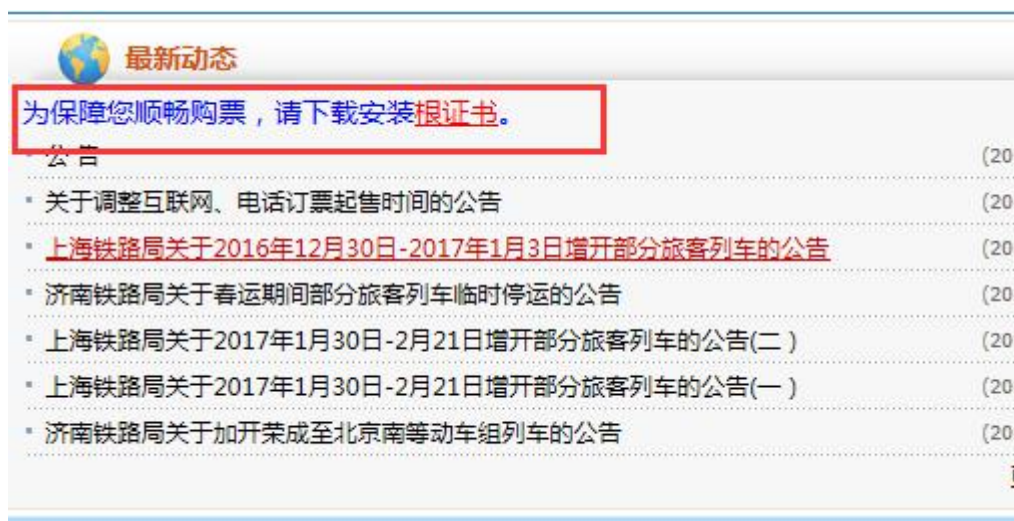 最新动态
为保障您顺畅购票，请下载安装根证书。
公 告 (20
关于调整互联网、电话订票起售时间的公告 (20
上海铁路局关于2016年12月30日-2017年1月3日增开部分旅客列车的公告 (20
济南铁路局关于春运期间部分旅客列车临时停运的公告 (20
上海铁路局关于2017年1月30日-2月21日增开部分旅客列车的公告(二 ) (20
上海铁路局关于2017年1月30日-2月21日增开部分旅客列车的公告(一 ) (20
济南铁路局关于加开荣成至北京南等动车组列车的公告 (20